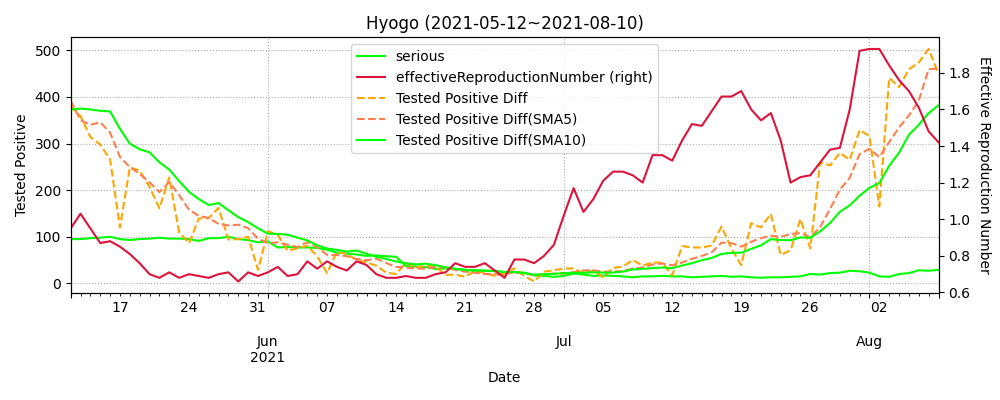 Hyogo (2021-05-12~2021-08-10)
serious
effectiveReproductionNumber (right)
Tested Positive Diff
Tested Positive Diff(SMA5)
Tested Positive Diff(SMA10)
Tested Positive
500
400
300
200
100
0
1.8
1.6
1.4
1.2
1.0
0.8
0.6
Effective Reproduction Number
17 24 31 07 14 21 28 05 12 19 26 02
Jun Jul Aug
2021
Date